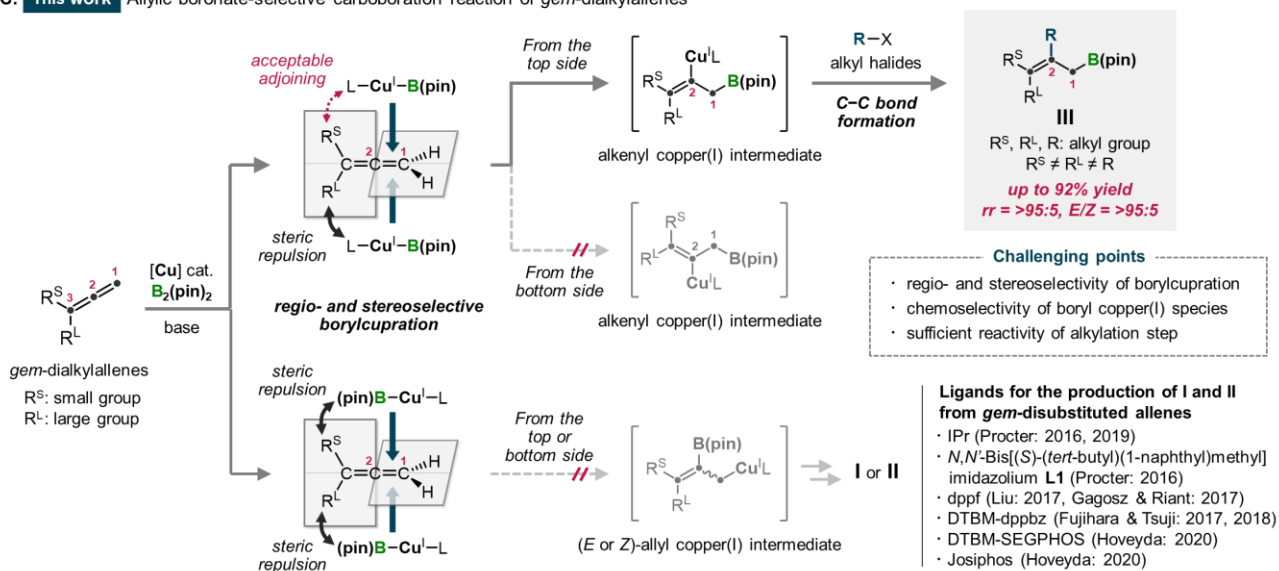 C. This work Allylic boronate-selective carboboration reaction of gem-dialkylallenes
acceptable
adjoining
L–CuI–B(pin)
RS
2
1
C=C=C
H
H
RL
steric
repulsion
L–CuI–B(pin)
From the
top side
CuIL
RS
B(pin)
2
1
RL
alkenyl copper(I) intermediate
R–X
alkyl halides
C–C bond
formation
R
RS
B(pin)
2
1
RL
III
RS, RL, R: alkyl group
RS ≠ RL ≠ R
up to 92% yield
rr = >95:5, E/Z = >95:5
From the
bottom side
RS
1
2
RL
B(pin)
CuIL
alkenyl copper(I) intermediate
Challenging points
· regio- and stereoselectivity of borylcupration
· chemoselectivity of boryl copper(I) species
· sufficient reactivity of alkylation step
1
2
3
RS
RL
gem-dialkylallenes
RS: small group
RL: large group
[Cu] cat.
B2(pin)2
base
regio- and stereoselective
borylcupration
steric
repulsion
(pin)B–CuI–L
RS
2
1
C=C=C
H
H
RL
steric
repulsion
(pin)B–CuI–L
From the
top or
bottom side
B(pin)
RS
CuIL
RL
(E or Z)-allyl copper(I) intermediate
I or II
Ligands for the production of I and II
from gem-disubstituted allenes
· IPr (Procter: 2016, 2019)
· N,N'-Bis[(S)-(tert-butyl)(1-naphthyl)methyl]
imidazolium L1 (Procter: 2016)
· dppf (Liu: 2017, Gagosz & Riant: 2017)
· DTBM-dppbz (Fujihara & Tsuji: 2017, 2018)
· DTBM-SEGPHOS (Hoveyda: 2020)
· Josiphos (Hoveyda: 2020)